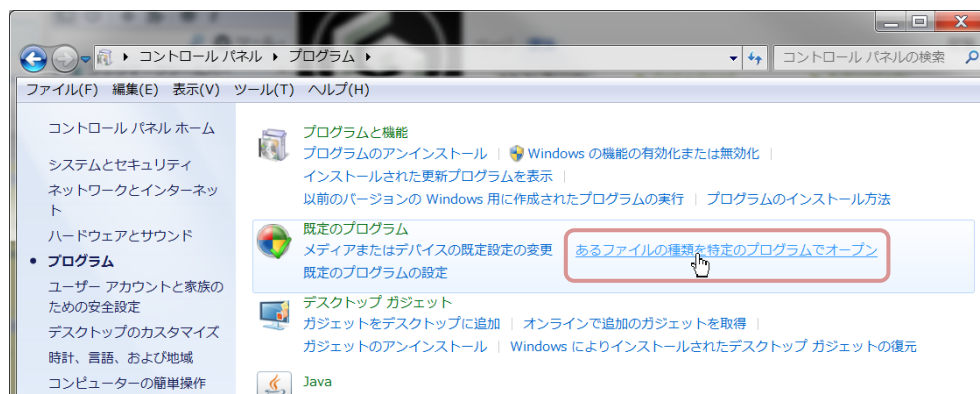 コントロール パネル ▸ プログラム ▸
コントロール パネルの検索
ファイル(F) 編集(E) 表示(V) ツール(T) ヘルプ(H)
コントロール パネル ホーム
システムとセキュリティ
ネットワークとインターネッ
ト
ハードウェアとサウンド
プログラム
ユーザー アカウントと家族の
ための安全設定
デスクトップのカスタマイズ
時計、言語、および地域
コンピューターの簡単操作
プログラムと機能
プログラムのアンインストール
Windows の機能の有効化または無効化
インストールされた更新プログラムを表示
以前のバージョンの Windows 用に作成されたプログラムの実行
プログラムのインストール方法
既定のプログラム
メディアまたはデバイスの既定設定の変更
あるファイルの種類を特定のプログラムでオープン
既定のプログラムの設定
デスクトップ ガジェット
ガジェットをデスクトップに追加
オンラインで追加のガジェットを取得
ガジェットのアンインストール
Windows によりインストールされたデスクトップ ガジェットの復元
Java